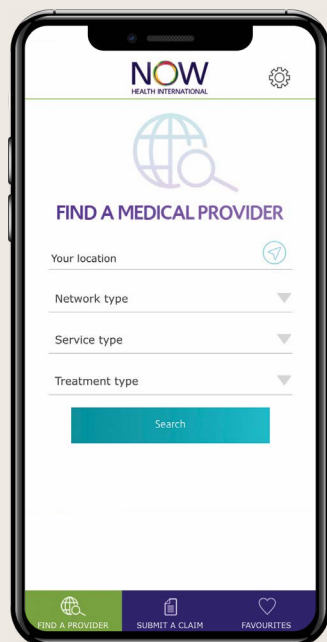 NOW
HEALTH INTERNATIONAL
FIND A MEDICAL PROVIDER
Your location
Network type
Service type
Treatment type
Search
FIND A PROVIDER
SUBMIT A CLAIM
FAVOURITES